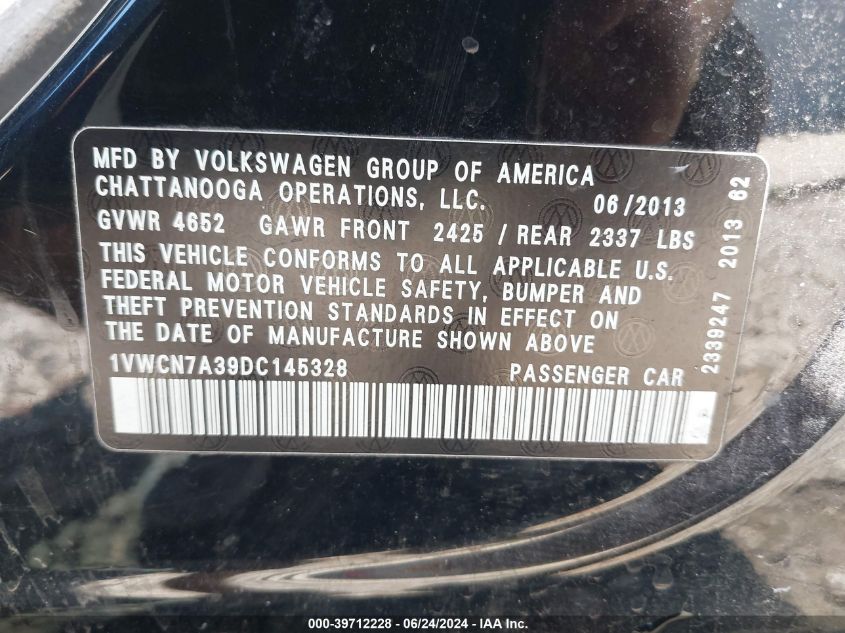 MFD BY VOLKSWAGEN GROUP OF AMERICA
CHATTANOOGA OPERATIONS, LLC. 06/2013
GVWR 4652 GAWR FRONT 2425 / REAR 2337 LBS
THIS VEHICLE CONFORMS TO ALL APPLICABLE U.S.
FEDERAL MOTOR VEHICLE SAFETY, BUMPER AND
THEFT PREVENTION STANDARDS IN EFFECT ON
THE DATE OF MANUFACTURE SHOWN ABOVE
1VWCN7A39DC145328 PASSENGER CAR
2339247 2013 62
000-39712228 - 06/24/2024 - IAA Inc.